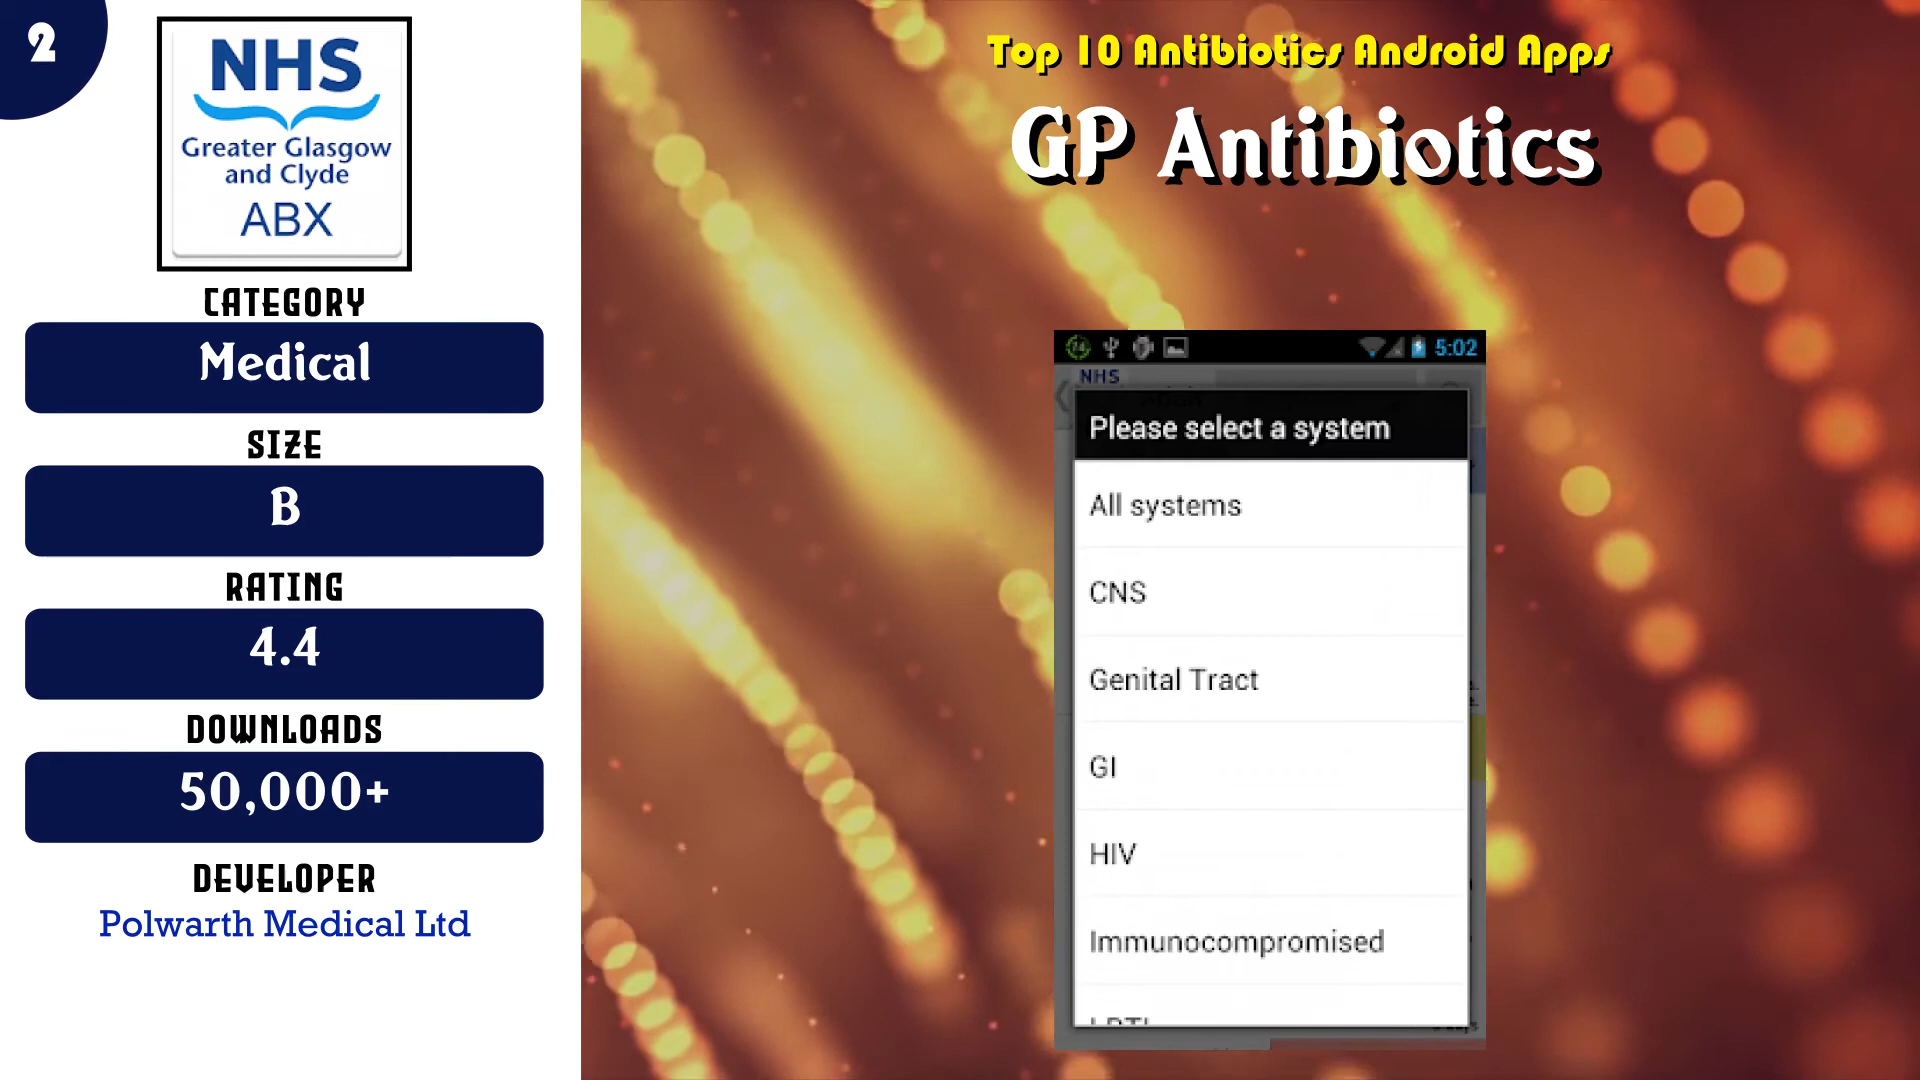 2
NHS
Greater Glasgow
and Clyde
ABX
CATEGORY
Medical
SIZE
B
RATING
4.4
DOWNLOADS
50,000+
DEVELOPER
Polwarth Medical Ltd
Top 10 Antibiotics Android Apps
GP Antibiotics
5:02
NHS
Please select a system
All systems
CNS
Genital Tract
GI
HIV
Immunocompromised